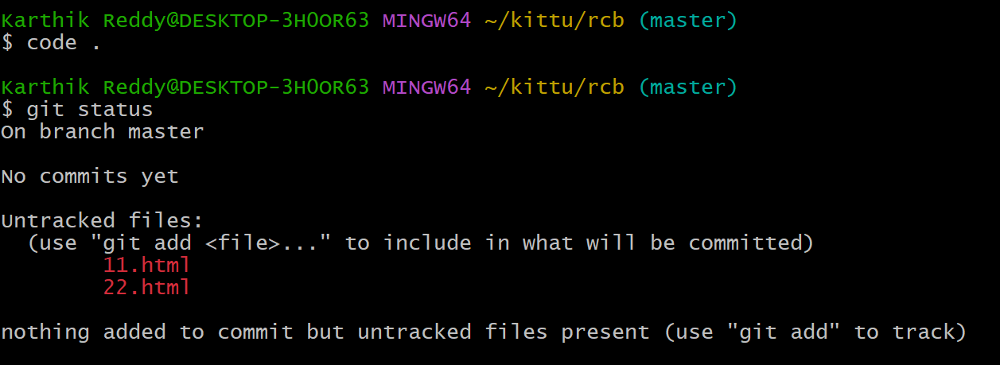 Karthik Reddy@DESKTOP-3H0OR63 MINGW64 ~/kittu/rcb (master)
$ code .
Karthik Reddy@DESKTOP-3H0OR63 MINGW64 ~/kittu/rcb (master)
$ git status
On branch master
No commits yet
Untracked files:
  (use "git add <file>..." to include in what will be committed)
        11.html
        22.html
nothing added to commit but untracked files present (use "git add" to track)